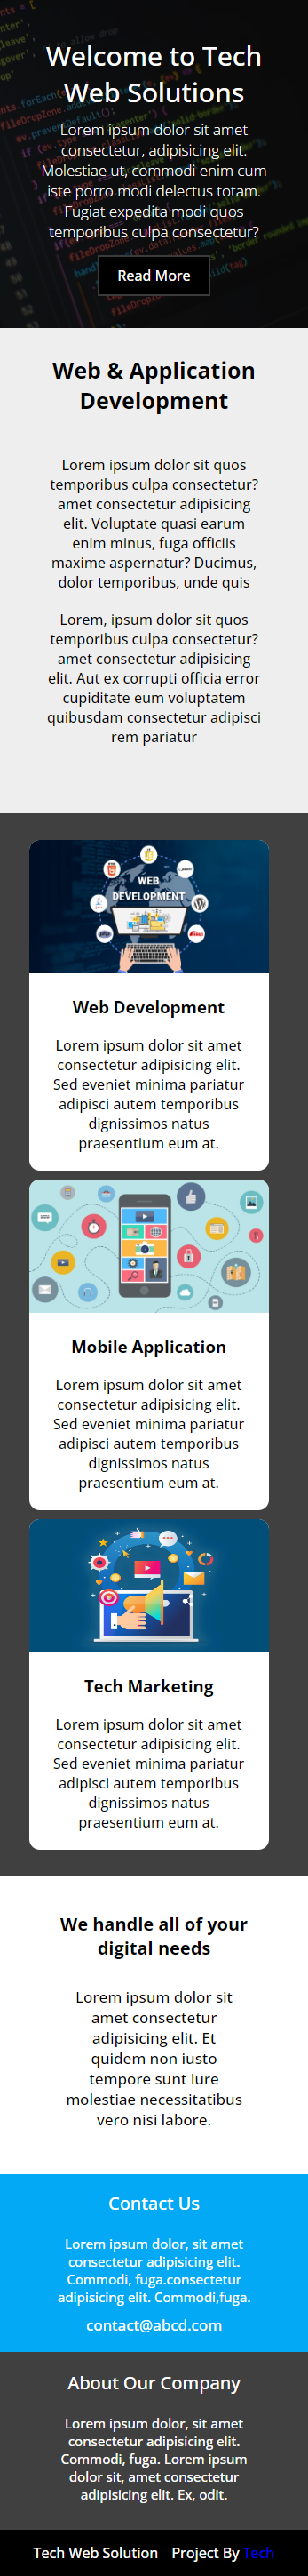 Welcome to Tech
Web Solutions
Lorem ipsum dolor sit amet
consectetur, adipisicing elit.
Molestiae ut, commodi enim cum
iste porro modi delectus totam.
Fugiat expedita modi quos
temporibus culpa consectetur?
Read More
Web & Application
Development
Lorem ipsum dolor sit quos
temporibus culpa consectetur?
amet consectetur adipisicing
elit. Voluptate quasi earum
enim minus, fuga officiis
maxime aspernatur? Ducimus,
dolor temporibus, unde quis
Lorem, ipsum dolor sit quos
temporibus culpa consectetur?
amet consectetur adipisicing
elit. Aut ex corrupti officia error
cupiditate eum voluptatem
quibusdam consectetur adipisci
rem pariatur
WEB
DEVELOPMENT
Web Development
Lorem ipsum dolor sit amet
consectetur adipisicing elit.
Sed eveniet minima pariatur
adipisci autem temporibus
dignissimos natus
praesentium eum at.
Mobile Application
Lorem ipsum dolor sit amet
consectetur adipisicing elit.
Sed eveniet minima pariatur
adipisci autem temporibus
dignissimos natus
praesentium eum at.
Tech Marketing
Lorem ipsum dolor sit amet
consectetur adipisicing elit.
Sed eveniet minima pariatur
adipisci autem temporibus
dignissimos natus
praesentium eum at.
We handle all of your
digital needs
Lorem ipsum dolor sit
amet consectetur
adipisicing elit. Et
quidem non iusto
tempore sunt iure
molestiae necessitatibus
vero nisi labore.
Contact Us
Lorem ipsum dolor, sit amet
consectetur adipisicing elit.
Commodi, fuga.consectetur
adipisicing elit. Commodi,fuga.
contact@abcd.com
About Our Company
Lorem ipsum dolor, sit amet
consectetur adipisicing elit.
Commodi, fuga. Lorem ipsum
dolor sit, amet consectetur
adipisicing elit. Ex, odit.
Tech Web Solution Project By Tech